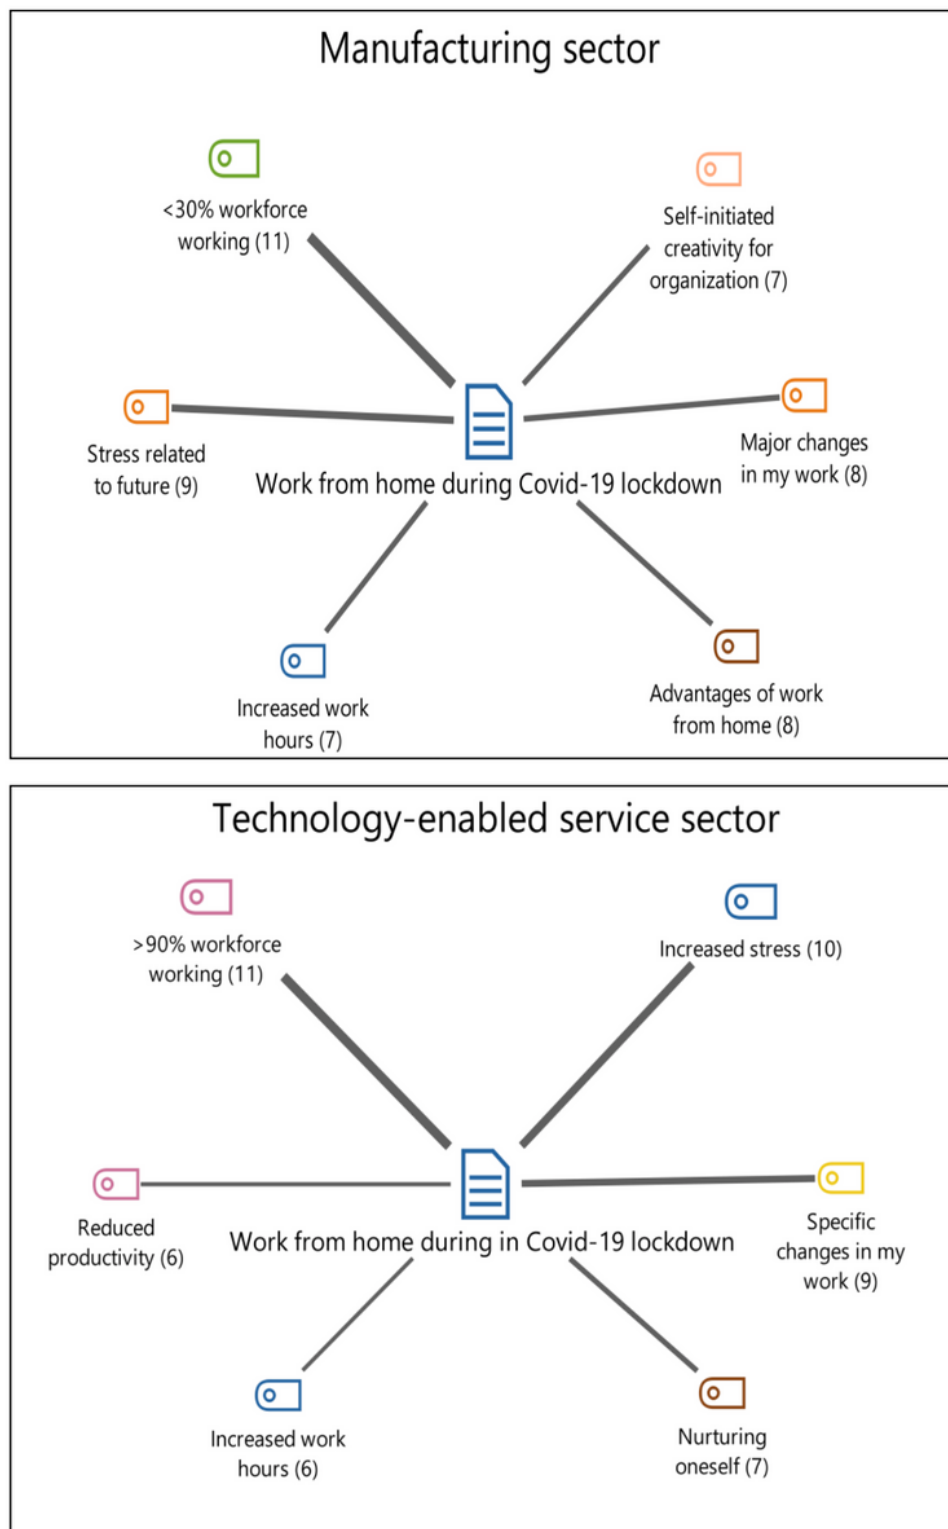 Manufacturing sector
<30% workforce
working (11)
Self-initiated
creativity for
organization (7)
Stress related
to future (9)
Major changes
in my work (8)
Work from home during Covid-19 lockdown
Increased work
hours (7)
Advantages of work
from home (8)
Technology-enabled service sector
>90% workforce
working (11)
Increased stress (10)
Reduced
productivity (6)
Specific
changes in my
work (9)
Work from home during in Covid-19 lockdown
Increased work
hours (6)
Nurturing
oneself (7)